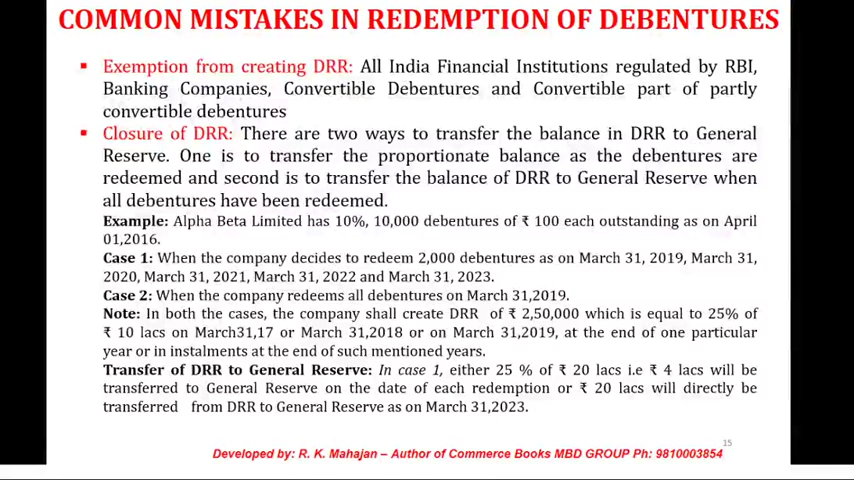 COMMON MISTAKES IN REDEMPTION OF DEBENTURES
▪ Exemption from creating DRR: All India Financial Institutions regulated by RBI,
Banking Companies, Convertible Debentures and Convertible part of partly
convertible debentures
▪ Closure of DRR: There are two ways to transfer the balance in DRR to General
Reserve. One is to transfer the proportionate balance as the debentures are
redeemed and second is to transfer the balance of DRR to General Reserve when
all debentures have been redeemed.
Example: Alpha Beta Limited has 10%, 10,000 debentures of ₹ 100 each outstanding as on April
01,2016.
Case 1: When the company decides to redeem 2,000 debentures as on March 31, 2019, March 31,
2020, March 31, 2021, March 31, 2022 and March 31, 2023.
Case 2: When the company redeems all debentures on March 31,2019.
Note: In both the cases, the company shall create DRR of ₹ 2,50,000 which is equal to 25% of
₹ 10 lacs on March31,17 or March 31,2018 or on March 31,2019, at the end of one particular
year or in instalments at the end of such mentioned years.
Transfer of DRR to General Reserve: In case 1, either 25 % of ₹ 20 lacs i.e ₹ 4 lacs will be
transferred to General Reserve on the date of each redemption or ₹ 20 lacs will directly be
transferred from DRR to General Reserve as on March 31,2023.
15
Developed by: R. K. Mahajan – Author of Commerce Books MBD GROUP Ph: 9810003854